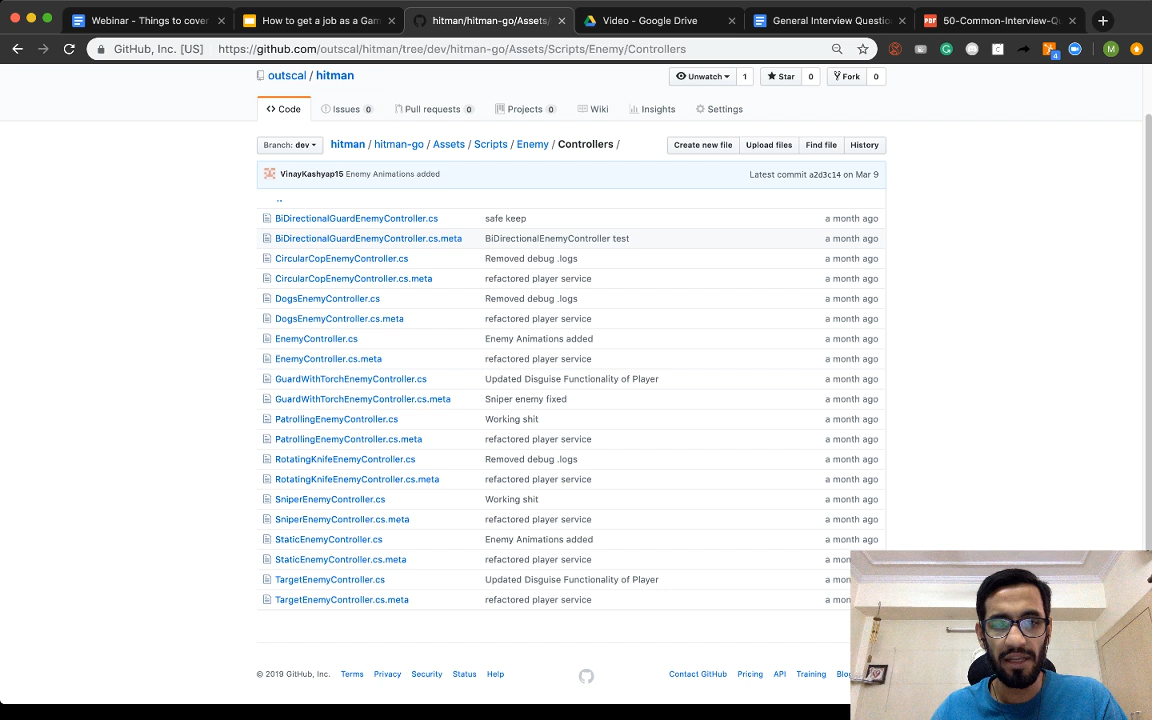 Webinar - Things to cover
How to get a job as a Gam
hitman/hitman-go/Assets/
Video - Google Drive
General Interview Questio
50-Common-Interview-Qu
GitHub, Inc. [US]
https://github.com/outscal/hitman/tree/dev/hitman-go/Assets/Scripts/Enemy/Controllers
4
M
outscal / hitman
Unwatch 1
Star 0
Fork 0
Code
Issues 0
Pull requests 0
Projects 0
Wiki
Insights
Settings
Branch: dev
hitman / hitman-go / Assets / Scripts / Enemy / Controllers /
Create new file
Upload files
Find file
History
VinayKashyap15 Enemy Animations added
Latest commit a2d3c14 on Mar 9
..
BiDirectionalGuardEnemyController.cs safe keep a month ago
BiDirectionalGuardEnemyController.cs.meta BiDirectionalEnemyController test a month ago
CircularCopEnemyController.cs Removed debug .logs a month ago
CircularCopEnemyController.cs.meta refactored player service a month ago
DogsEnemyController.cs Removed debug .logs a month ago
DogsEnemyController.cs.meta refactored player service a month ago
EnemyController.cs Enemy Animations added a month ago
EnemyController.cs.meta refactored player service a month ago
GuardWithTorchEnemyController.cs Updated Disguise Functionality of Player a month ago
GuardWithTorchEnemyController.cs.meta Sniper enemy fixed a month ago
PatrollingEnemyController.cs Working shit a month ago
PatrollingEnemyController.cs.meta refactored player service a month ago
RotatingKnifeEnemyController.cs Removed debug .logs a month ago
RotatingKnifeEnemyController.cs.meta refactored player service a month ago
SniperEnemyController.cs Working shit a month ago
SniperEnemyController.cs.meta refactored player service a month ago
StaticEnemyController.cs Enemy Animations added a month ago
StaticEnemyController.cs.meta refactored player service a mon
TargetEnemyController.cs Updated Disguise Functionality of Player a mon
TargetEnemyController.cs.meta refactored player service a mon
© 2019 GitHub, Inc.
Terms
Privacy
Security
Status
Help
Contact GitHub
Pricing
API
Training
Blog